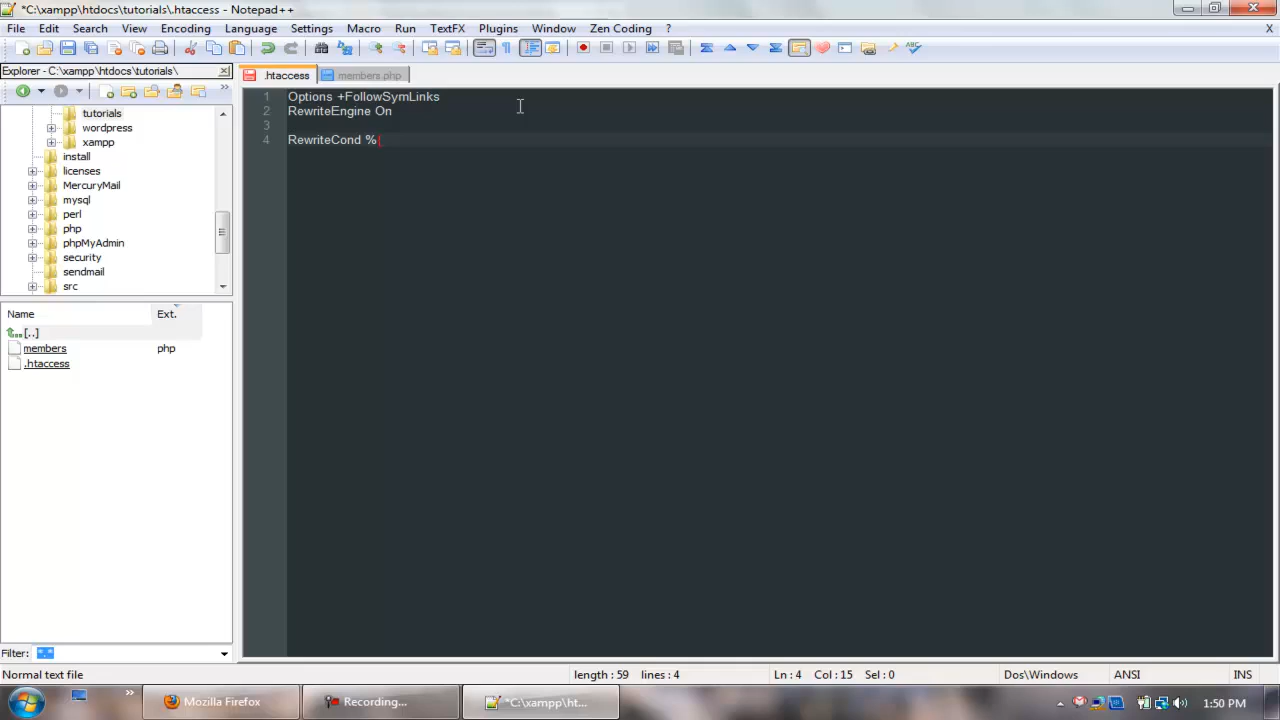 *C:\xampp\htdocs\tutorials\.htaccess - Notepad++
File Edit Search View Encoding Language Settings Macro Run TextFX Plugins Window Zen Coding ? X
Explorer - C:\xampp\htdocs\tutorials\
.htaccess members.php
tutorials
wordpress
xampp
install
licenses
MercuryMail
mysql
perl
php
phpMyAdmin
security
sendmail
src
Name Ext.
[..]
members php
.htaccess
Filter: *.*
1 Options +FollowSymLinks
2 RewriteEngine On
3
4 RewriteCond %
Normal text file length : 59 lines : 4 Ln : 4 Col : 15 Sel : 0 Dos\Windows ANSI INS
Mozilla Firefox Recording... *C:\xampp\ht... 1:50 PM